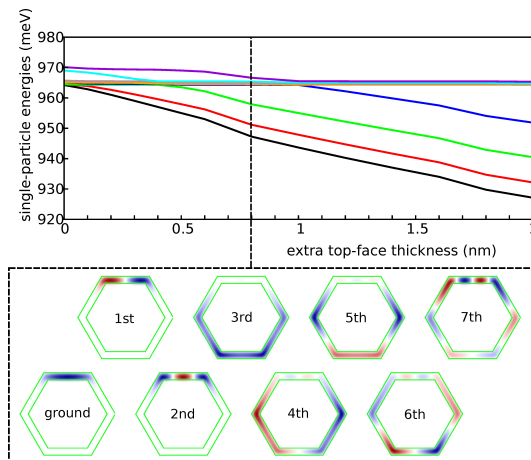 single-particle energies (meV)
980
970
960
950
940
930
920
0
0.5
1
1.5
extra top-face thickness (nm)
1st
3rd
5th
7th
ground
2nd
4th
6th